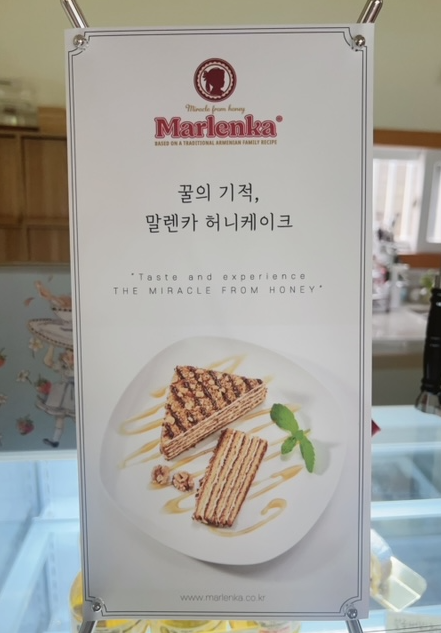 Miracle from honey
Marlenka®
BASED ON A TRADITIONAL ARMENIAN FAMILY RECIPE
꿀의 기적,
말렌카 허니케이크
"Taste and experience
THE MIRACLE FROM HONEY"
www.marlenka.co.kr